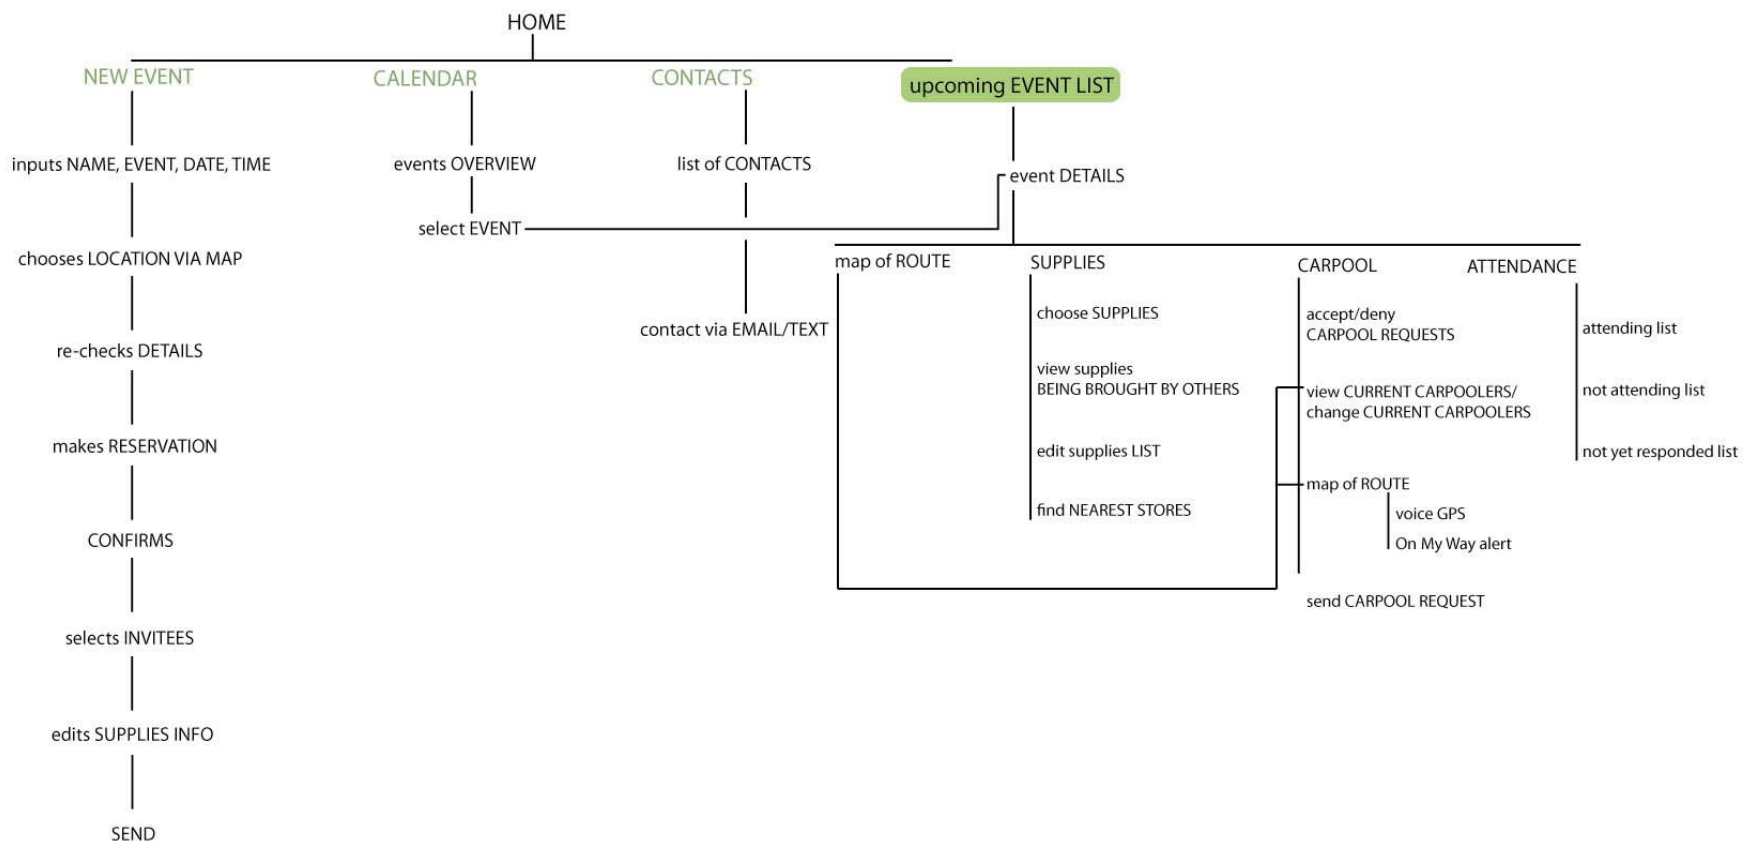 HOME
NEW EVENT
CALENDAR
CONTACTS
upcoming EVENT LIST
inputs NAME, EVENT, DATE, TIME
chooses LOCATION VIA MAP
re-checks DETAILS
makes RESERVATION
CONFIRMS
selects INVITEES
edits SUPPLIES INFO
SEND
events OVERVIEW
select EVENT
list of CONTACTS
contact via EMAIL/TEXT
event DETAILS
map of ROUTE
SUPPLIES
choose SUPPLIES
view supplies
BEING BROUGHT BY OTHERS
edit supplies LIST
find NEAREST STORES
CARPOOL
accept/deny
CARPOOL REQUESTS
view CURRENT CARPOOLERS/
change CURRENT CARPOOLERS
map of ROUTE
voice GPS
On My Way alert
send CARPOOL REQUEST
ATTENDANCE
attending list
not attending list
not yet responded list